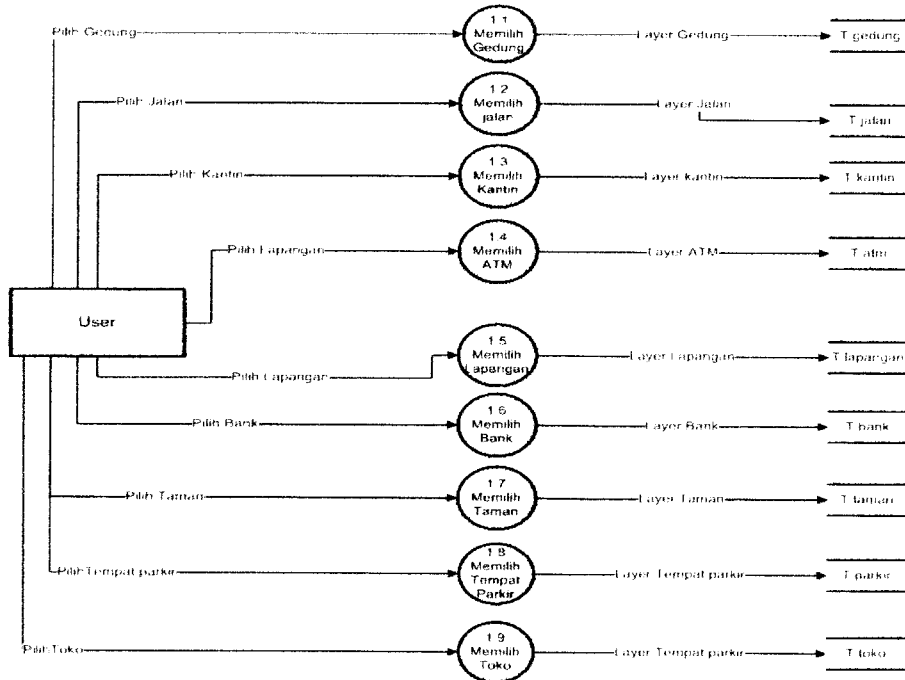 Pilih Gedung
1.1
Memilih
Gedung
Layer Gedung
T gedung
Pilih Jalan
1.2
Memilih
jalan
Layer Jalan
T jalan
Pilih Kantin
1.3
Memilih
Kantin
Layer kantin
T kantin
Pilih Lapangan
1.4
Memilih
ATM
Layer ATM
T atm
User
Pilih Lapangan
1.5
Memilih
Lapangan
Layer Lapangan
T lapangan
Pilih Bank
1.6
Memilih
Bank
Layer Bank
T bank
Pilih Taman
1.7
Memilih
Taman
Layer Taman
T taman
Pilih Tempat parkir
1.8
Memilih
Tempat
Parkir
Layer Tempat parkir
T parkir
Pilih Toko
1.9
Memilih
Toko
Layer Tempat parkir
T toko